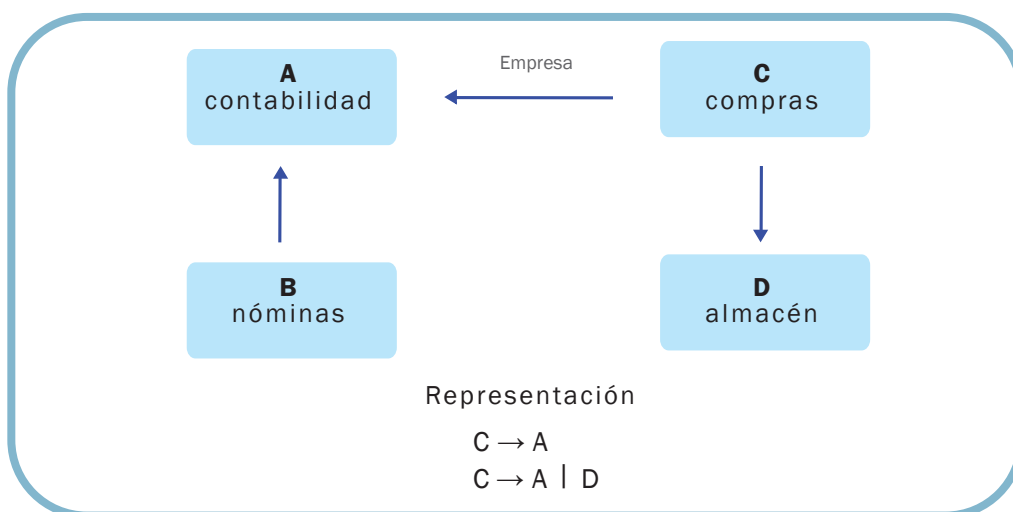 A
contabilidad
Empresa
C
compras
B
nóminas
D
almacén
Representación
C → A
C → A | D